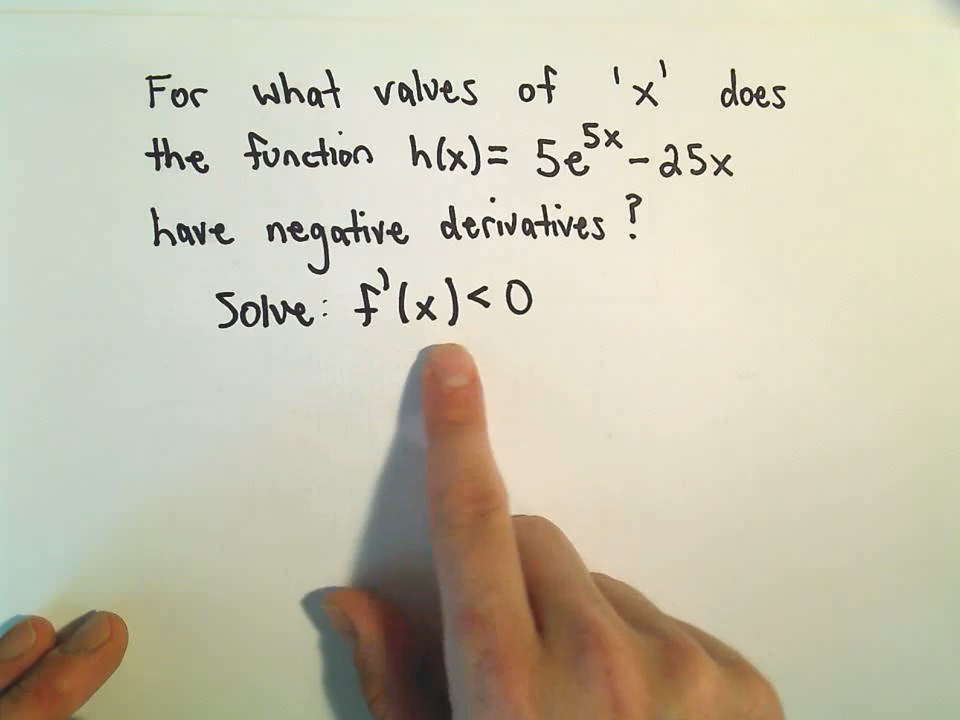 For what values of 'x' does
the function h(x)= 5e^{5x} - 25x
have negative derivatives?
Solve: f'(x) < 0